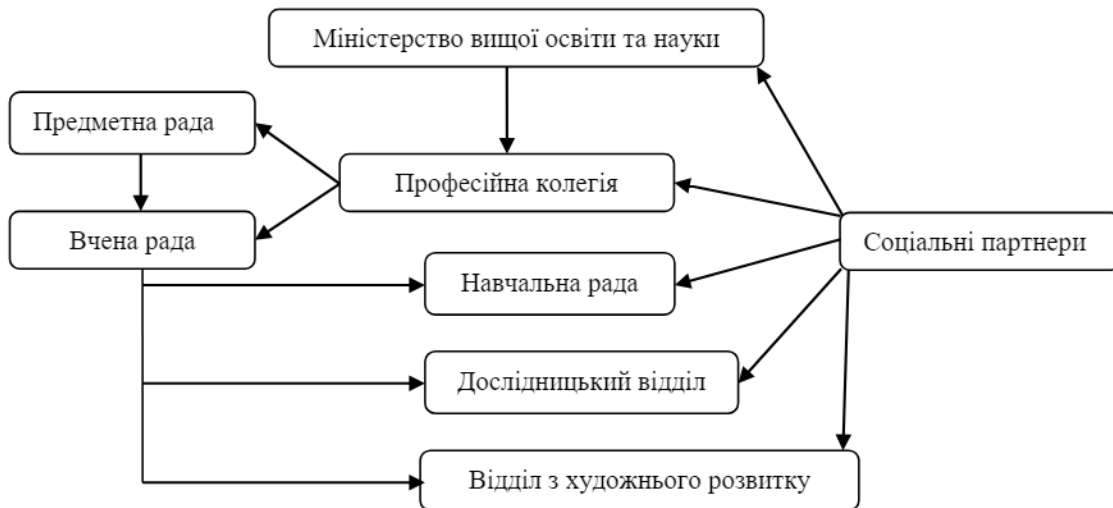 Міністерство вищої освіти та науки
Предметна рада
Професійна колегія
Вчена рада
Соціальні партнери
Навчальна рада
Дослідницький відділ
Відділ з художнього розвитку